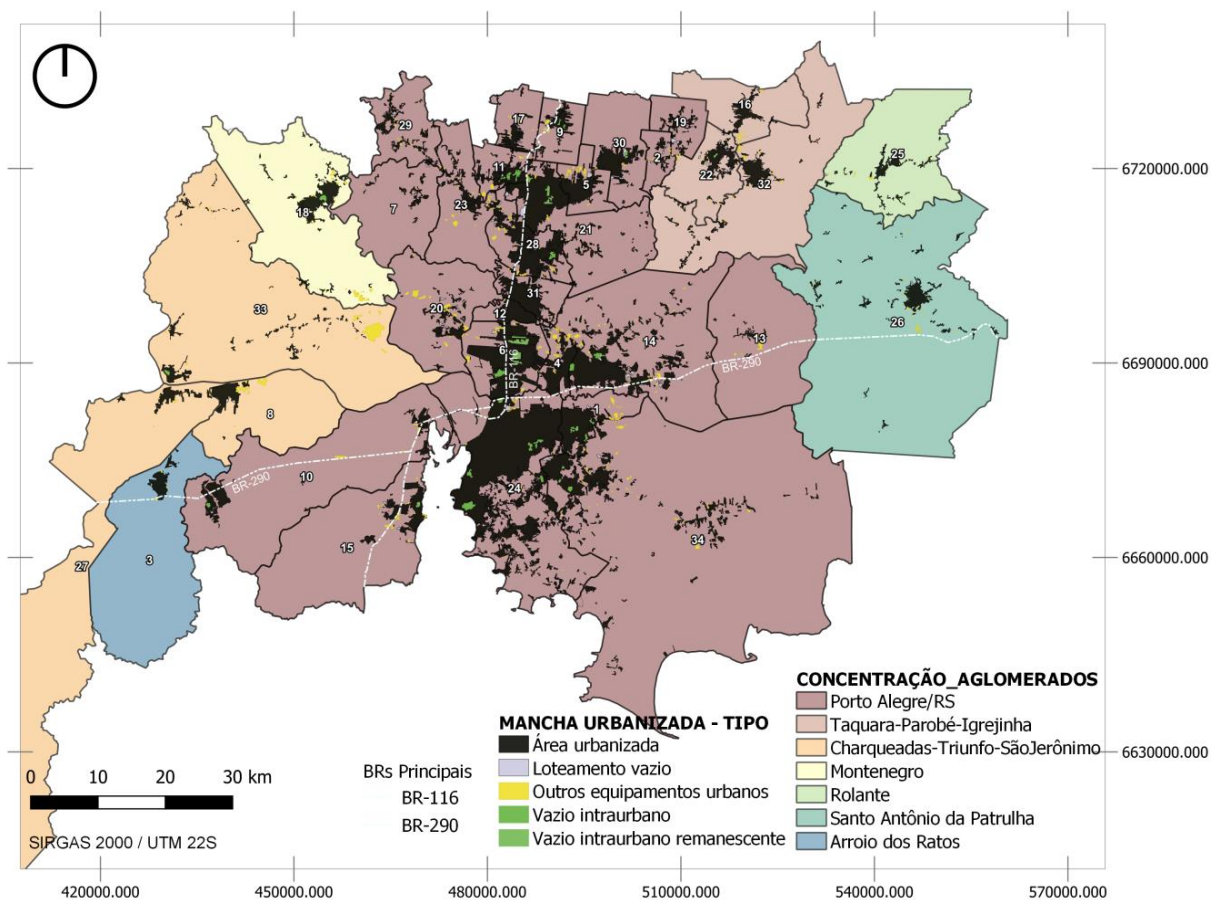 29
17
9
19
16
30
2
25
11
5
22
32
7
23
18
21
28
31
33
20
12
14
13
26
6
4
BR-116
BR-290
8
1
10
BR-290
24
15
3
27
34
6720000.000
6690000.000
6660000.000
6630000.000
CONCENTRAÇÃO_AGLOMERADOS
Porto Alegre/RS
Taquara-Parobé-Igrejinha
Charqueadas-Triunfo-SãoJerônimo
Montenegro
Rolante
Santo Antônio da Patrulha
Arroio dos Ratos
MANCHA URBANIZADA - TIPO
Área urbanizada
Loteamento vazio
Outros equipamentos urbanos
Vazio intraurbano
Vazio intraurbano remanescente
BRs Principais
BR-116
BR-290
0 10 20 30 km
SIRGAS 2000 / UTM 22S
420000.000 450000.000 480000.000 510000.000 540000.000 570000.000